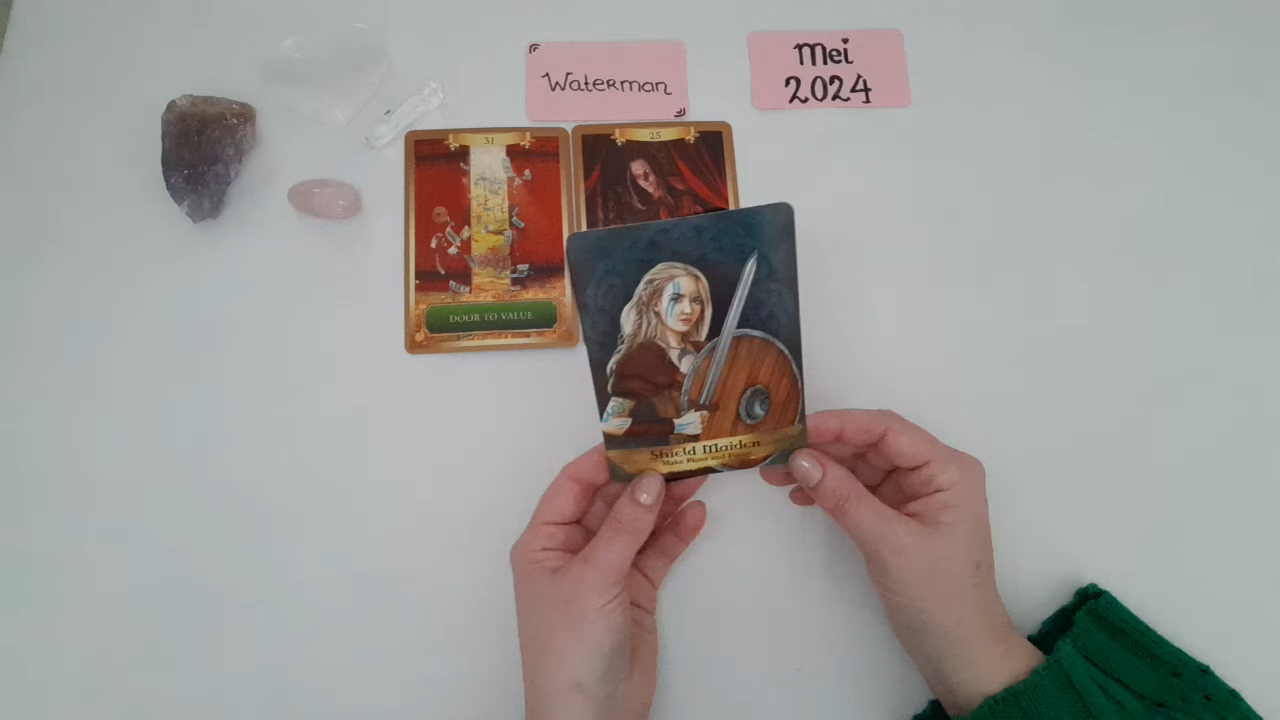 Waterman
Mei
2024
31
25
DOOR TO VALUE
Shield Maiden
Make Plans and Focus